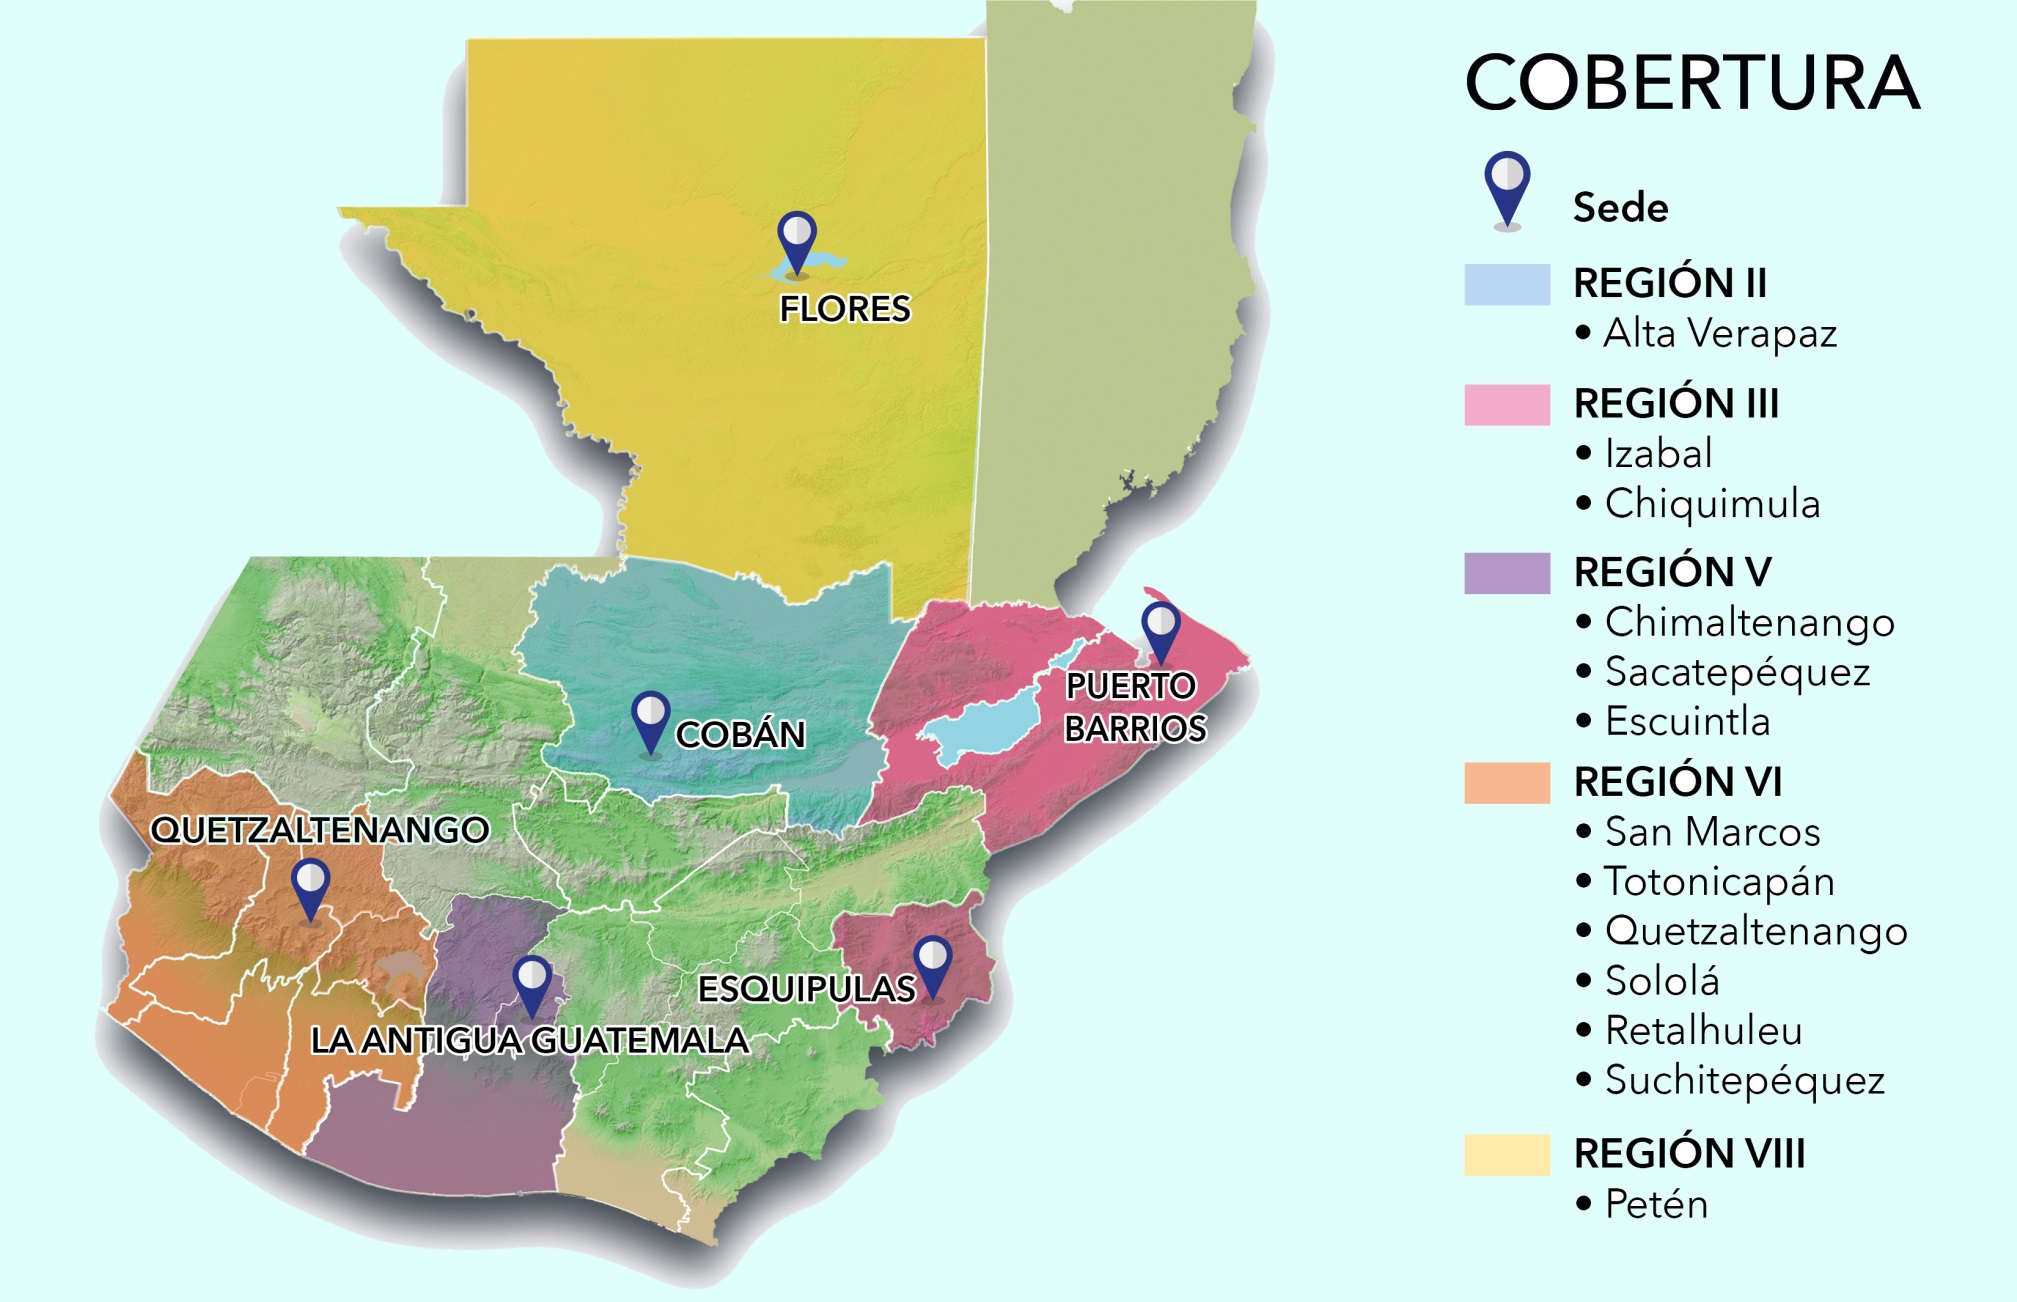 COBERTURA
Sede
REGIÓN II
• Alta Verapaz
REGIÓN III
• Izabal
• Chiquimula
REGIÓN V
• Chimaltenango
• Sacatepéquez
• Escuintla
REGIÓN VI
• San Marcos
• Totonicapán
• Quetzaltenango
• Sololá
• Retalhuleu
• Suchitepéquez
REGIÓN VIII
• Petén
FLORES
PUERTO
BARRIOS
COBÁN
QUETZALTENANGO
ESQUIPULAS
LA ANTIGUA GUATEMALA